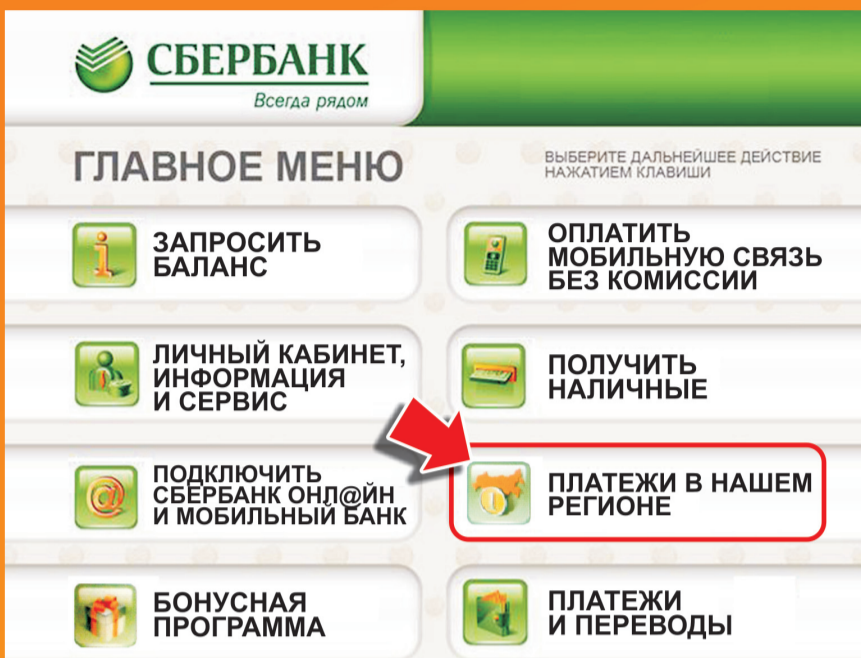 СБЕРБАНК
Всегда рядом
ГЛАВНОЕ МЕНЮ
ВЫБЕРИТЕ ДАЛЬНЕЙШЕЕ ДЕЙСТВИЕ
НАЖАТИЕМ КЛАВИШИ
ЗАПРОСИТЬ
БАЛАНС
ОПЛАТИТЬ
МОБИЛЬНУЮ СВЯЗЬ
БЕЗ КОМИССИИ
ЛИЧНЫЙ КАБИНЕТ,
ИНФОРМАЦИЯ
И СЕРВИС
ПОЛУЧИТЬ
НАЛИЧНЫЕ
ПОДКЛЮЧИТЬ
СБЕРБАНК ОНЛ@ЙН
И МОБИЛЬНЫЙ БАНК
ПЛАТЕЖИ В НАШЕМ
РЕГИОНЕ
БОНУСНАЯ
ПРОГРАММА
ПЛАТЕЖИ
И ПЕРЕВОДЫ